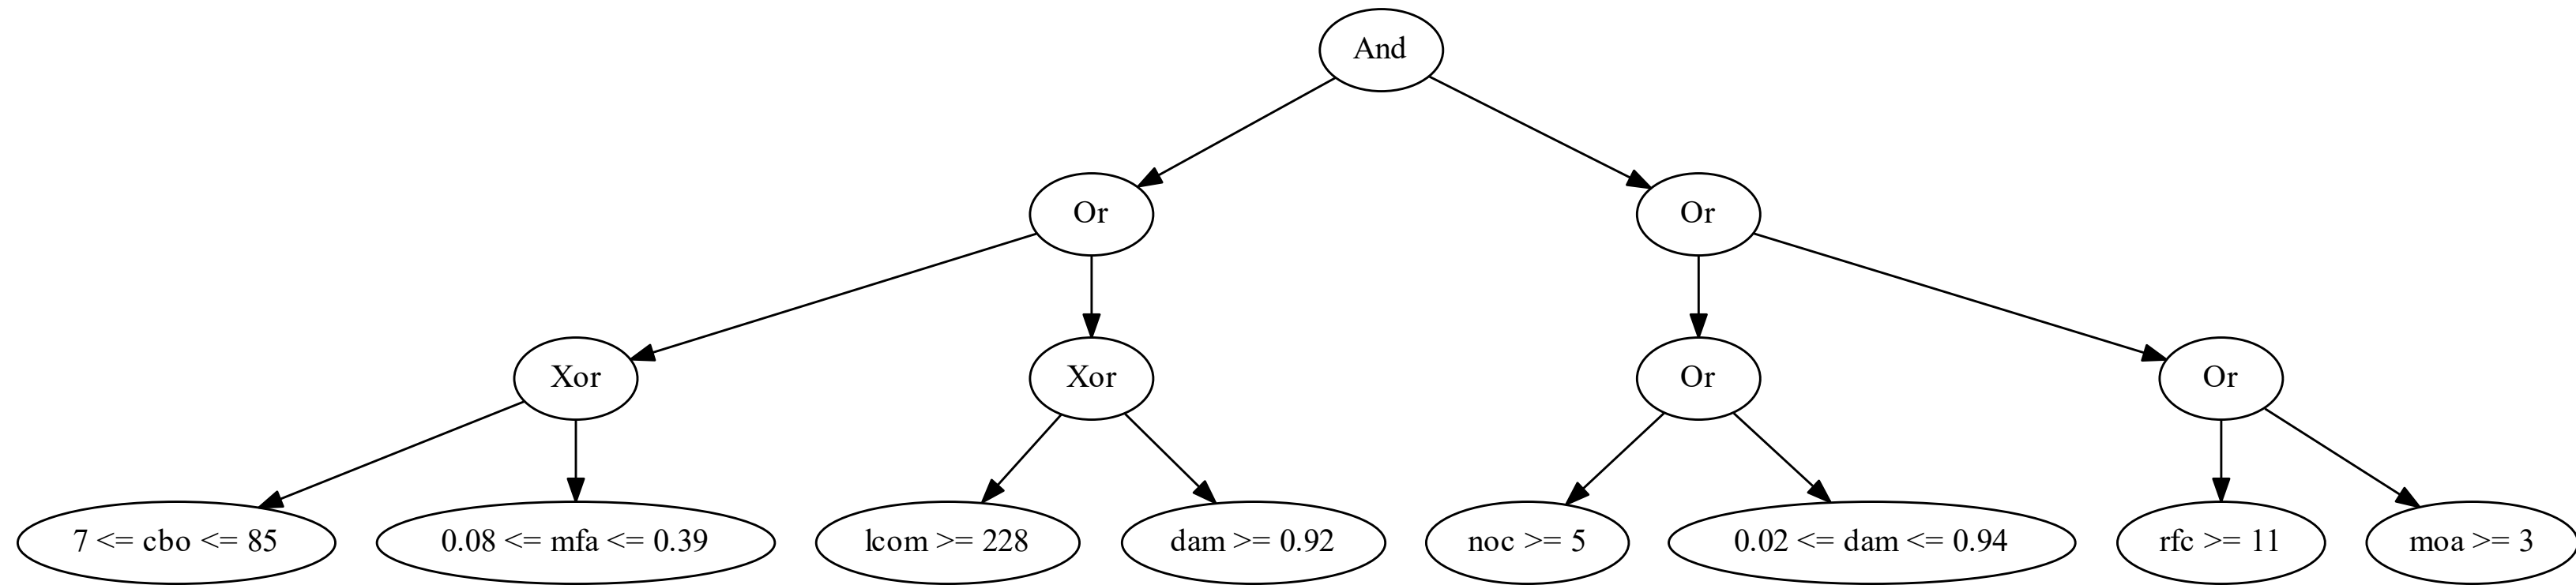 And
Or
Or
Xor
Xor
Or
Or
7 <= cbo <= 85
0.08 <= mfa <= 0.39
lcom >= 228
dam >= 0.92
noc >= 5
0.02 <= dam <= 0.94
rfc >= 11
moa >= 3